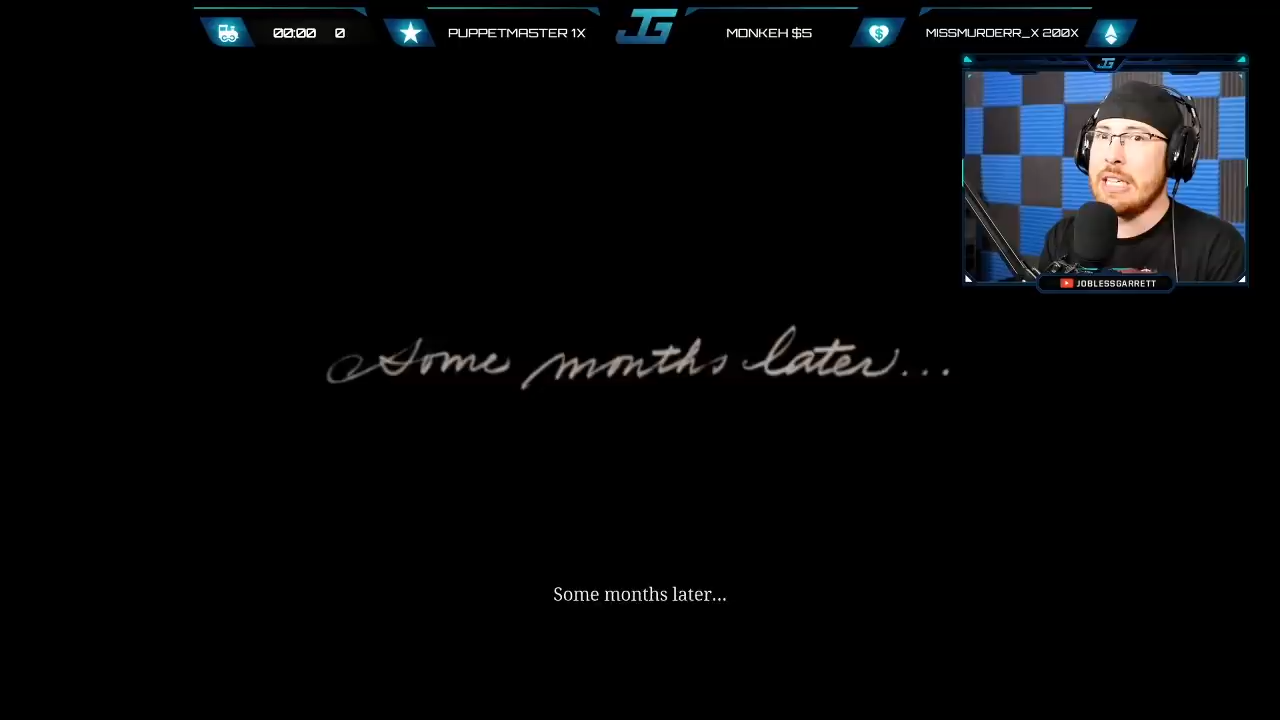 00:00 0 PUPPETMASTER 1X JG MONKEH $5 MISSMURDERR_X 200X
JG
JOBLESSGARRETT
Some months later...
Some months later...